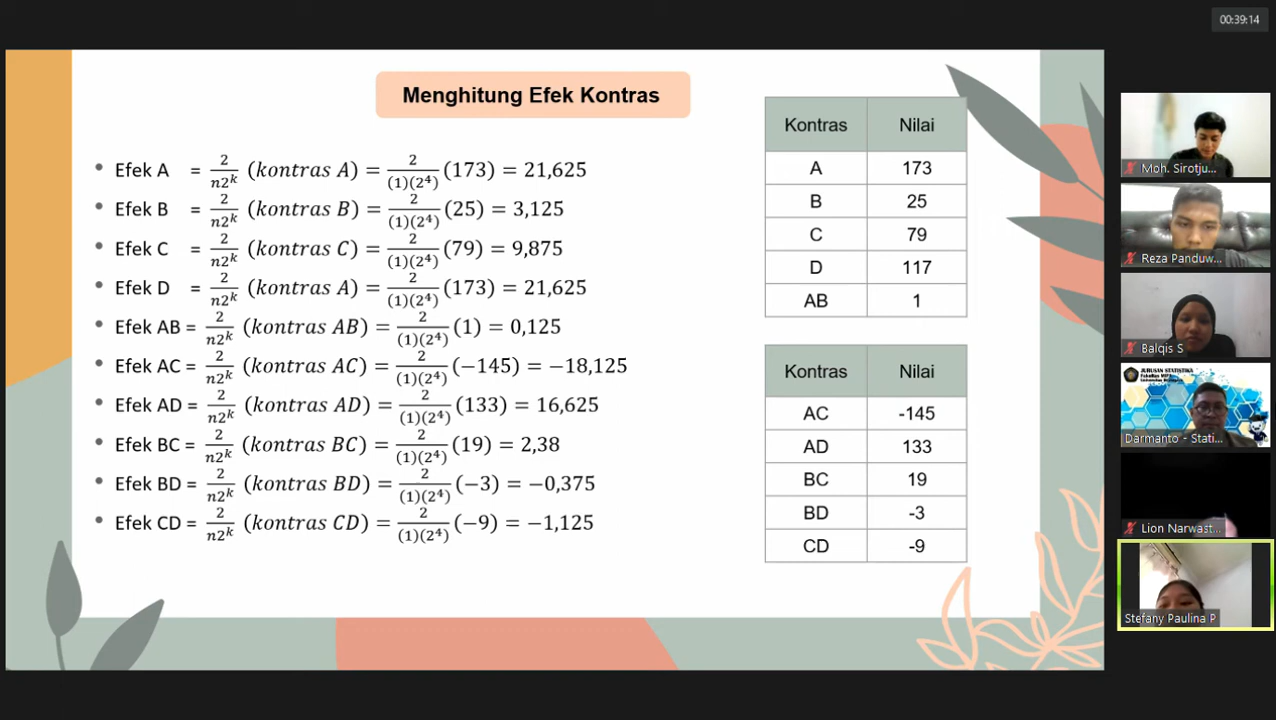 00:39:14
Menghitung Efek Kontras
• Efek A = 2/(n2^k) (kontras A) = 2/((1)(2^4)) (173) = 21,625
• Efek B = 2/(n2^k) (kontras B) = 2/((1)(2^4)) (25) = 3,125
• Efek C = 2/(n2^k) (kontras C) = 2/((1)(2^4)) (79) = 9,875
• Efek D = 2/(n2^k) (kontras A) = 2/((1)(2^4)) (173) = 21,625
• Efek AB = 2/(n2^k) (kontras AB) = 2/((1)(2^4)) (1) = 0,125
• Efek AC = 2/(n2^k) (kontras AC) = 2/((1)(2^4)) (−145) = −18,125
• Efek AD = 2/(n2^k) (kontras AD) = 2/((1)(2^4)) (133) = 16,625
• Efek BC = 2/(n2^k) (kontras BC) = 2/((1)(2^4)) (19) = 2,38
• Efek BD = 2/(n2^k) (kontras BD) = 2/((1)(2^4)) (−3) = −0,375
• Efek CD = 2/(n2^k) (kontras CD) = 2/((1)(2^4)) (−9) = −1,125
Kontras Nilai
A 173
B 25
C 79
D 117
AB 1
Kontras Nilai
AC -145
AD 133
BC 19
BD -3
CD -9
Moh. Sirotju...
Reza Panduw...
Balqis S
JURUSAN STATISTIKA
Darmanto - Stati...
Lion Narwast...
Stefany Paulina P